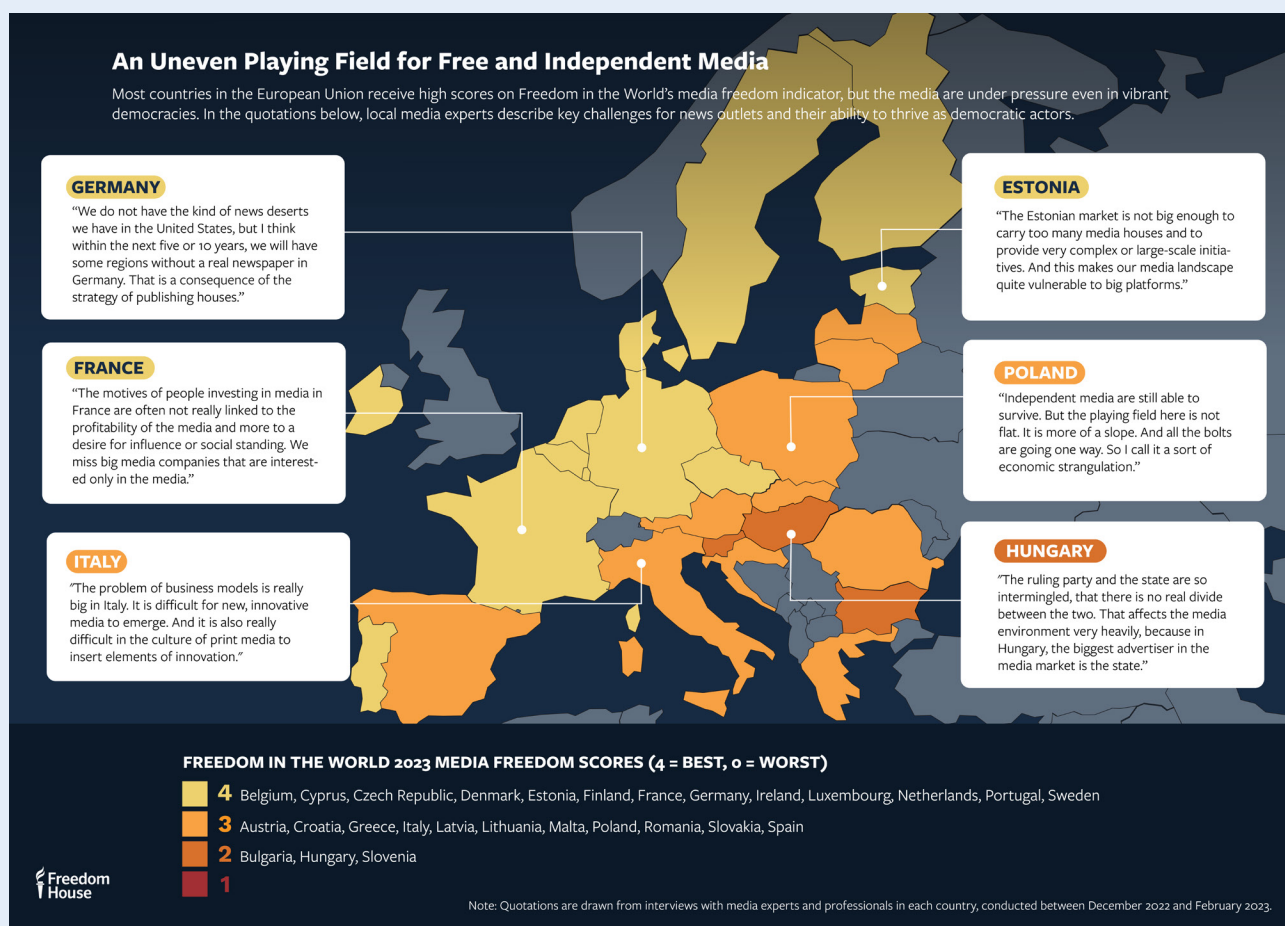 An Uneven Playing Field for Free and Independent Media
Most countries in the European Union receive high scores on Freedom in the World’s media freedom indicator, but the media are under pressure even in vibrant
democracies. In the quotations below, local media experts describe key challenges for news outlets and their ability to thrive as democratic actors.
GERMANY
“We do not have the kind of news deserts
we have in the United States, but I think
within the next five or 10 years, we will have
some regions without a real newspaper in
Germany. That is a consequence of the
strategy of publishing houses.”
FRANCE
“The motives of people investing in media in
France are often not really linked to the
profitability of the media and more to a
desire for influence or social standing. We
miss big media companies that are interest-
ed only in the media.”
ITALY
"The problem of business models is really
big in Italy. It is difficult for new, innovative
media to emerge. And it is also really
difficult in the culture of print media to
insert elements of innovation."
ESTONIA
“The Estonian market is not big enough to
carry too many media houses and to
provide very complex or large-scale initia-
tives. And this makes our media landscape
quite vulnerable to big platforms.”
POLAND
“Independent media are still able to
survive. But the playing field here is not
flat. It is more of a slope. And all the bolts
are going one way. So I call it a sort of
economic strangulation.”
HUNGARY
"The ruling party and the state are so
intermingled, that there is no real divide
between the two. That affects the media
environment very heavily, because in
Hungary, the biggest advertiser in the
media market is the state.”
FREEDOM IN THE WORLD 2023 MEDIA FREEDOM SCORES (4 = BEST, 0 = WORST)
4 Belgium, Cyprus, Czech Republic, Denmark, Estonia, Finland, France, Germany, Ireland, Luxembourg, Netherlands, Portugal, Sweden
3 Austria, Croatia, Greece, Italy, Latvia, Lithuania, Malta, Poland, Romania, Slovakia, Spain
2 Bulgaria, Hungary, Slovenia
1
Freedom
House
Note: Quotations are drawn from interviews with media experts and professionals in each country, conducted between December 2022 and February 2023.